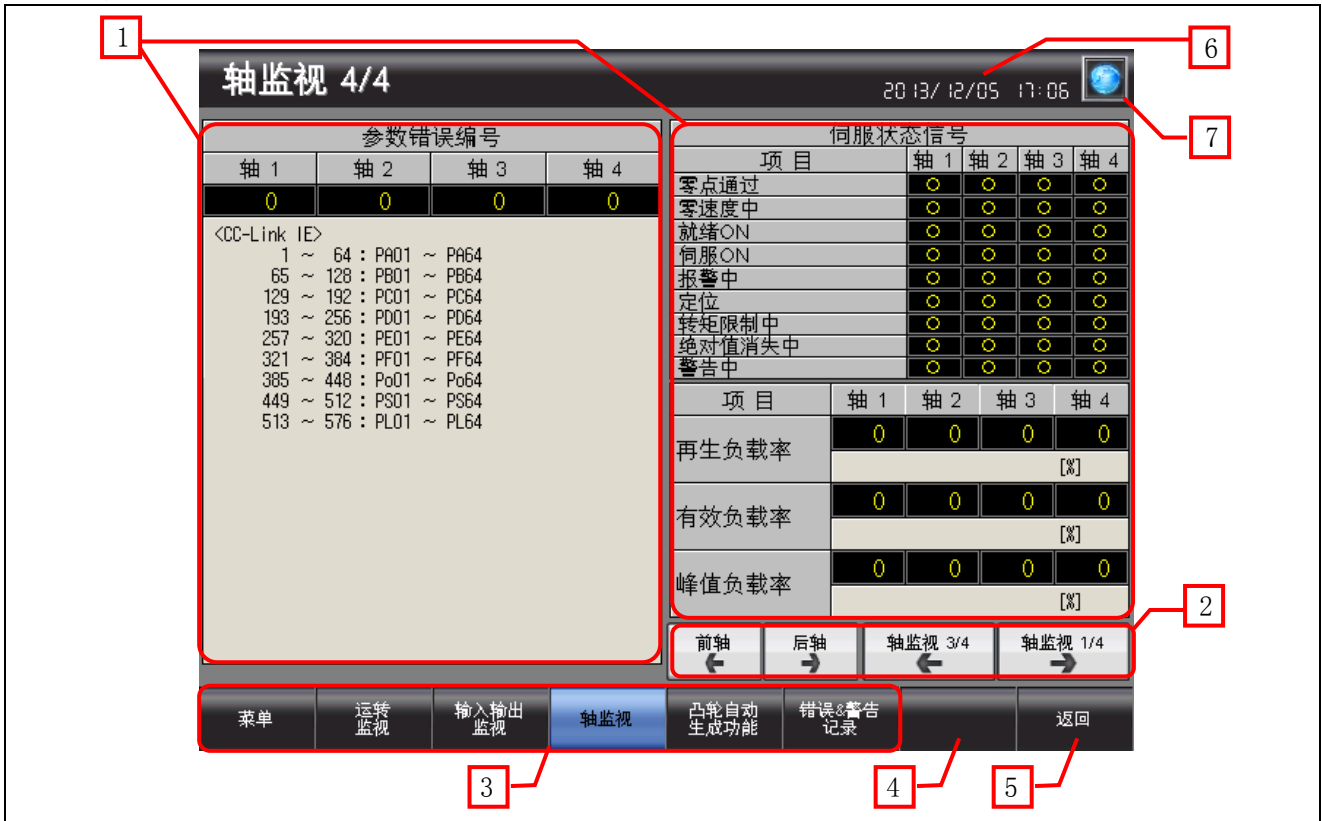 1
6
轴监视 4/4
2013/12/05 17:06
7
参数错误编号
轴 1 轴 2 轴 3 轴 4
0 0 0 0
<CC-Link IE>
1 ~ 64 : PA01 ~ PA64
65 ~ 128 : PB01 ~ PB64
129 ~ 192 : PC01 ~ PC64
193 ~ 256 : PD01 ~ PD64
257 ~ 320 : PE01 ~ PE64
321 ~ 384 : PF01 ~ PF64
385 ~ 448 : Po01 ~ Po64
449 ~ 512 : PS01 ~ PS64
513 ~ 576 : PL01 ~ PL64
伺服状态信号
项 目 轴 1 轴 2 轴 3 轴 4
零点通过
零速度中
就绪ON
伺服ON
报警中
定位
转矩限制中
绝对值消失中
警告中
项 目 轴 1 轴 2 轴 3 轴 4
再生负载率 0 0 0 0
[%]
有效负载率 0 0 0 0
[%]
峰值负载率 0 0 0 0
[%]
2
前轴 后轴 轴监视 3/4 轴监视 1/4
菜单
运转
监视
输入输出
监视
轴监视
凸轮自动
生成功能
错误&警告
记录
返回
3
4
5